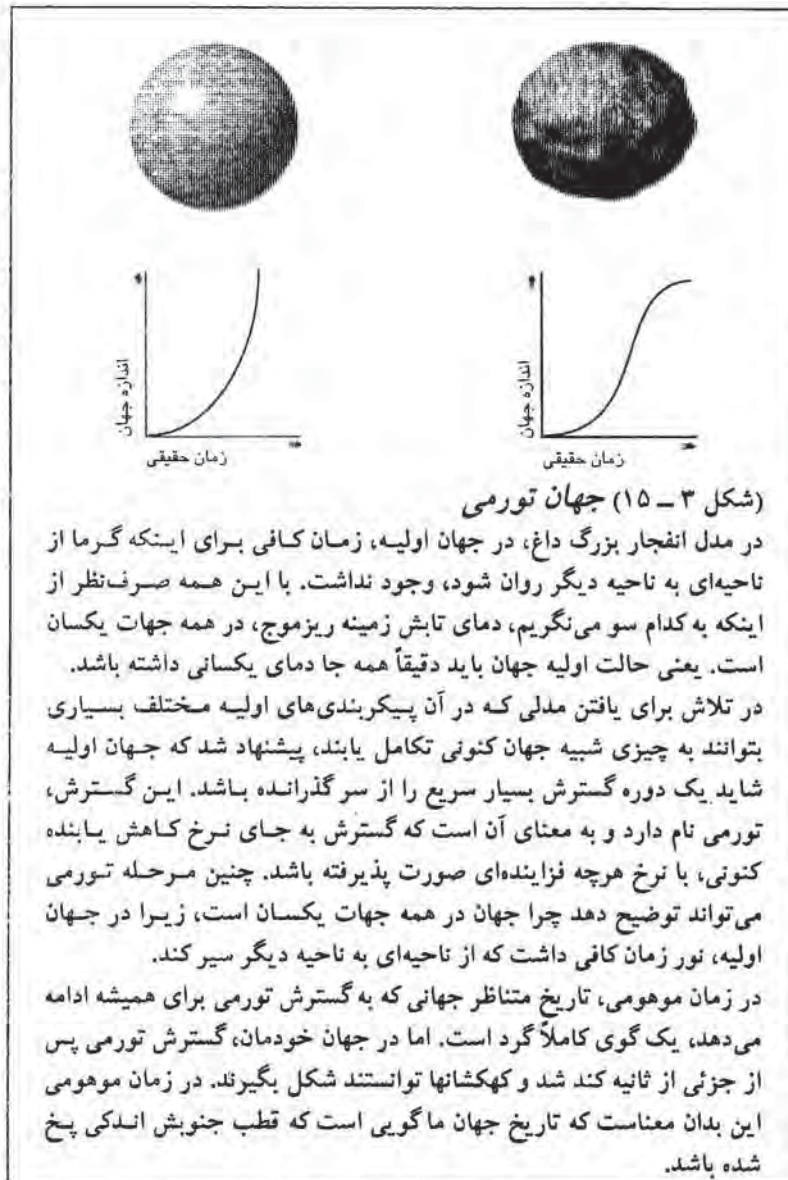 اندازه جهان
زمان حقیقی
اندازه جهان
زمان حقیقی
(شکل ۳ ــ ۱۵) جهان تورمی
در مدل انفجار بزرگ داغ، در جهان اولیه، زمان کافی برای اینکه گرما از
ناحیه‌ای به ناحیه دیگر روان شود، وجود نداشت. با این همه صرف‌نظر از
اینکه به کدام سو می‌نگریم، دمای تابش زمینه ریزموج، در همه جهات یکسان
است. یعنی حالت اولیه جهان باید دقیقاً همه جا دمای یکسانی داشته باشد.
در تلاش برای یافتن مدلی که در آن پیکربندی‌های اولیه مختلف بسیاری
بتوانند به چیزی شبیه جهان کنونی تکامل یابند، پیشنهاد شد که جهان اولیه
شاید یک دوره گسترش بسیار سریع را از سر گذرانده باشد. این گسترش،
تورمی نام دارد و به معنای آن است که گسترش به جای نرخ کاهش یابنده
کنونی، با نرخ هرچه فزاینده‌ای صورت پذیرفته باشد. چنین مرحله تورمی
می‌تواند توضیح دهد چرا جهان در همه جهات یکسان است، زیرا در جهان
اولیه، نور زمان کافی داشت که از ناحیه‌ای به ناحیه دیگر سیر کند.
در زمان موهومی، تاریخ متناظر جهانی که به گسترش تورمی برای همیشه ادامه
می‌دهد، یک گوی کاملاً گرد است. اما در جهان خودمان، گسترش تورمی پس
از جزئی از ثانیه کند شد و کهکشانها توانستند شکل بگیرند. در زمان موهومی
این بدان معناست که تاریخ جهان ما گویی است که قطب جنوبش اندکی پخ
شده باشد.